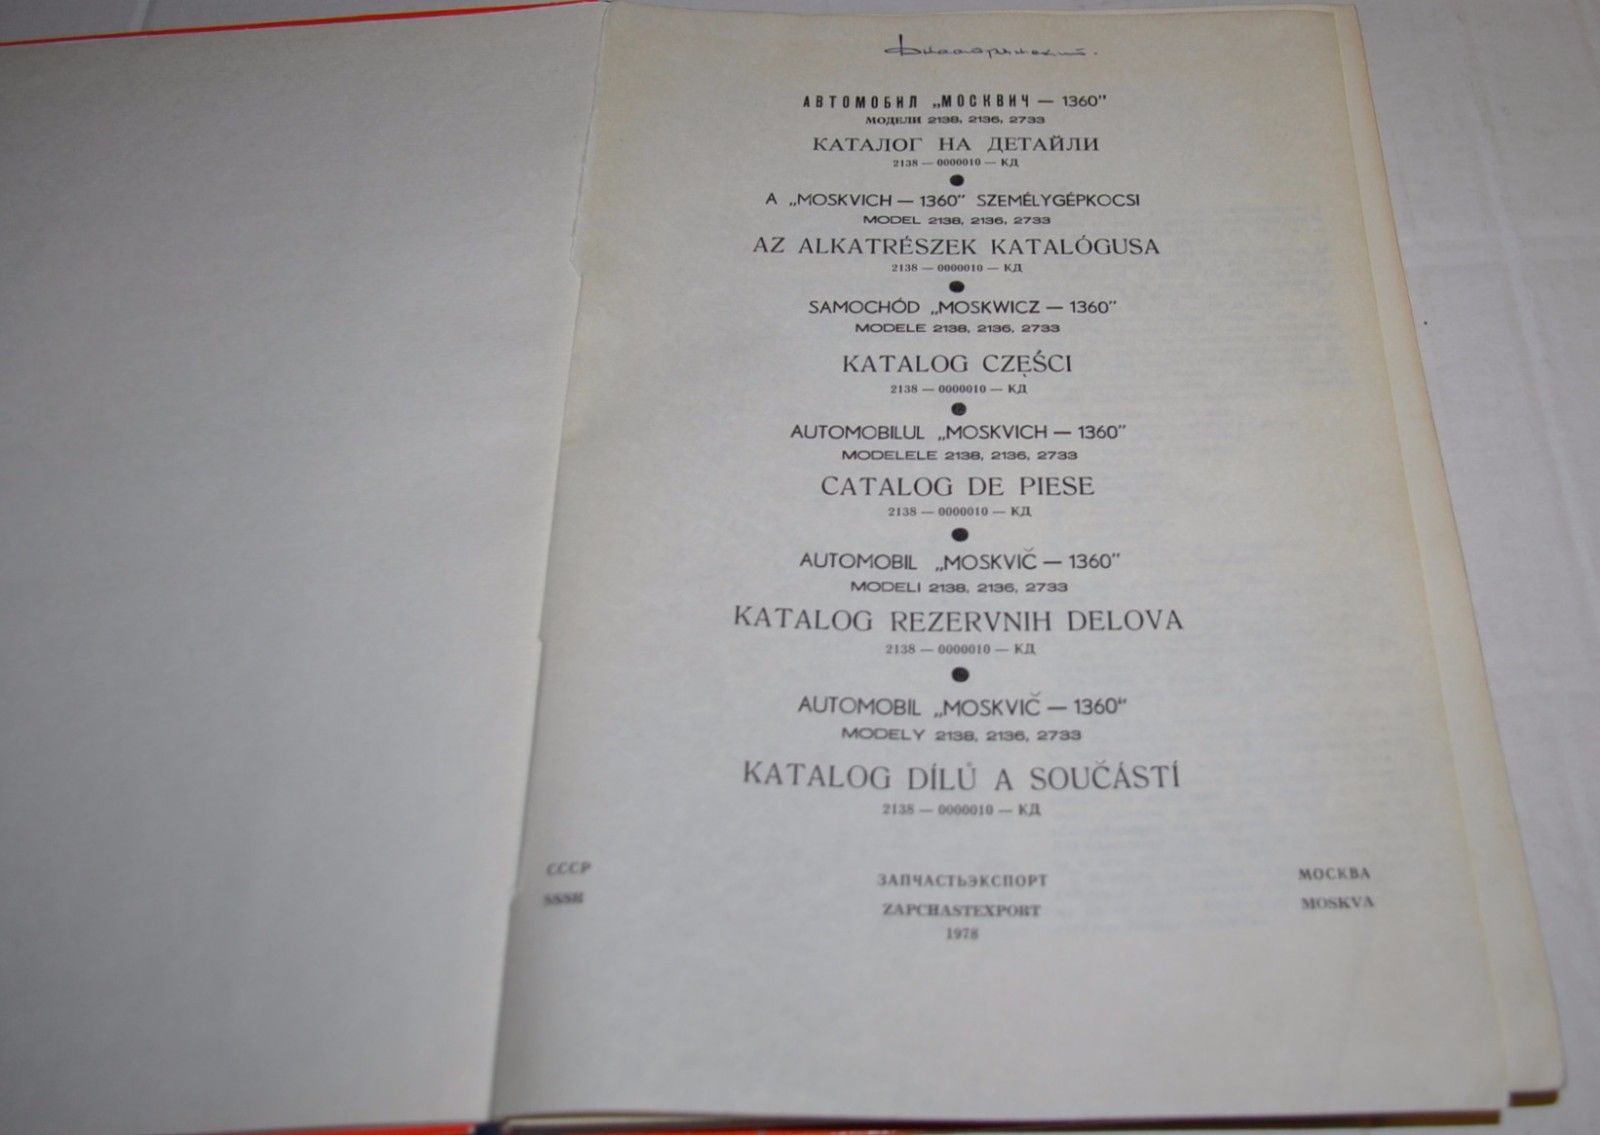 АВТОМОБИЛ „МОСКВИЧ — 1360”
МОДЕЛИ 2138, 2136, 2733
КАТАЛОГ НА ДЕТАЙЛИ
2138 — 0000010 — КД
A „MOSKVICH — 1360” SZEMÉLYGÉPKOCSI
MODEL 2138, 2136, 2733
AZ ALKATRÉSZEK KATALÓGUSA
2138 — 0000010 — КД
SAMOCHÓD „MOSKWICZ — 1360”
MODELE 2138, 2136, 2733
KATALOG CZĘŚCI
2138 — 0000010 — КД
AUTOMOBILUL „MOSKVICH — 1360”
MODELELE 2138, 2136, 2733
CATALOG DE PIESE
2138 — 0000010 — КД
AUTOMOBIL „MOSKVIČ — 1360”
MODELI 2138, 2136, 2733
KATALOG REZERVNIH DELOVA
2138 — 0000010 — КД
AUTOMOBIL „MOSKVIČ — 1360“
MODELY 2138, 2136, 2733
KATALOG DÍLŮ A SOUČÁSTÍ
2138 — 0000010 — КД
СССР ЗАПЧАСТЬЭКСПОРТ МОСКВА
SSSR ZAPCHASTEXPORT MOSKVA
1978